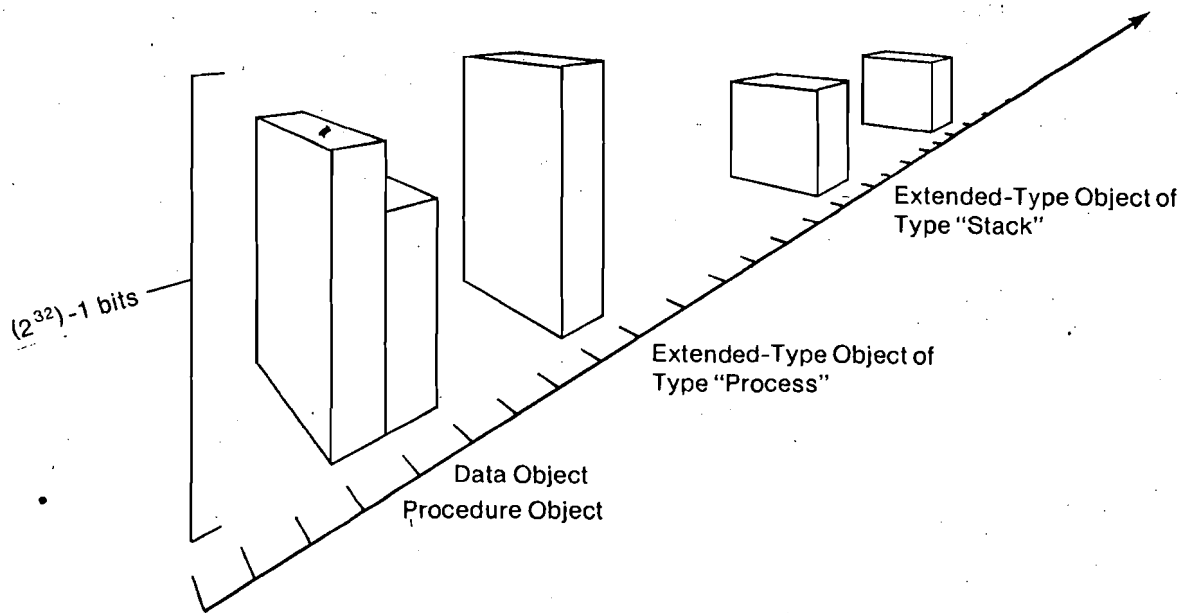 (2³²)-1 bits
Extended-Type Object of
Type “Stack”
Extended-Type Object of
Type “Process”
Data Object
Procedure Object